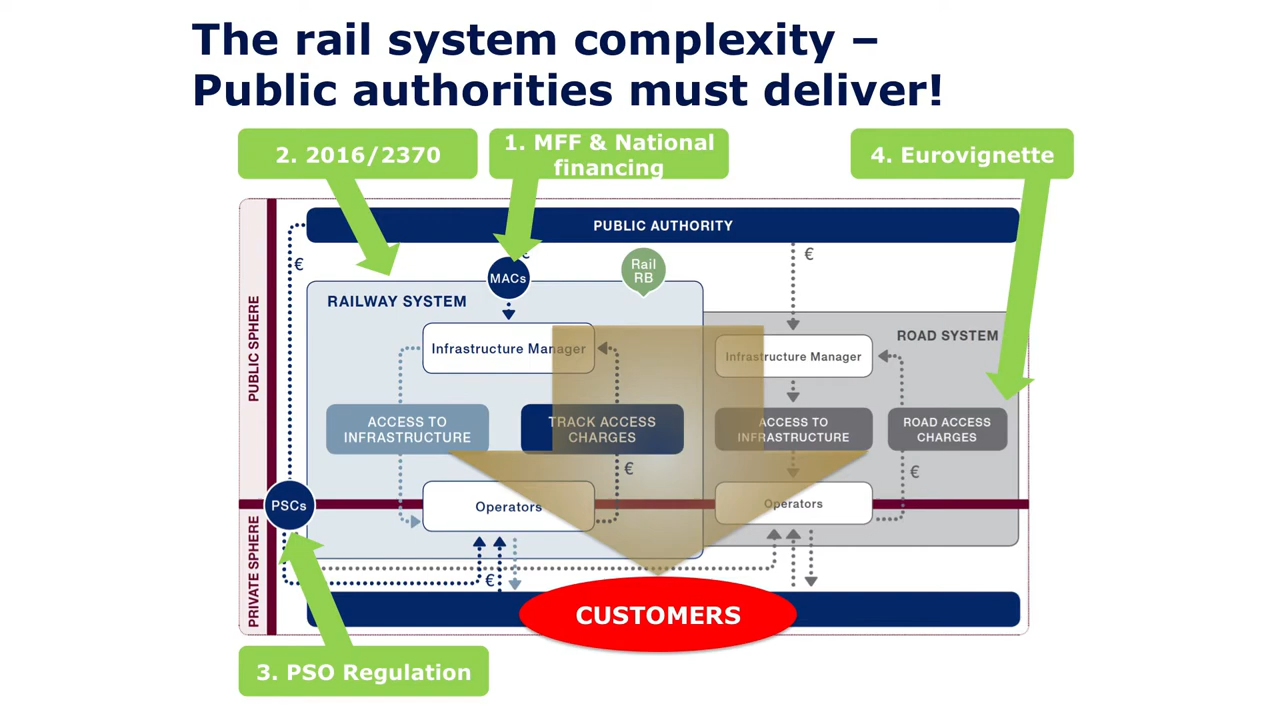 The rail system complexity –
Public authorities must deliver!
2. 2016/2370
1. MFF & National
financing
4. Eurovignette
PUBLIC AUTHORITY
€
€
€
MACs
Rail
RB
RAILWAY SYSTEM
ROAD SYSTEM
PUBLIC SPHERE
Infrastructure Manager
Infrastructure Manager
ACCESS TO
INFRASTRUCTURE
TRACK ACCESS
CHARGES
ACCESS TO
INFRASTRUCTURE
ROAD ACCESS
CHARGES
€
€
PSCs
Operators
Operators
PRIVATE SPHERE
€
CUSTOMERS
3. PSO Regulation